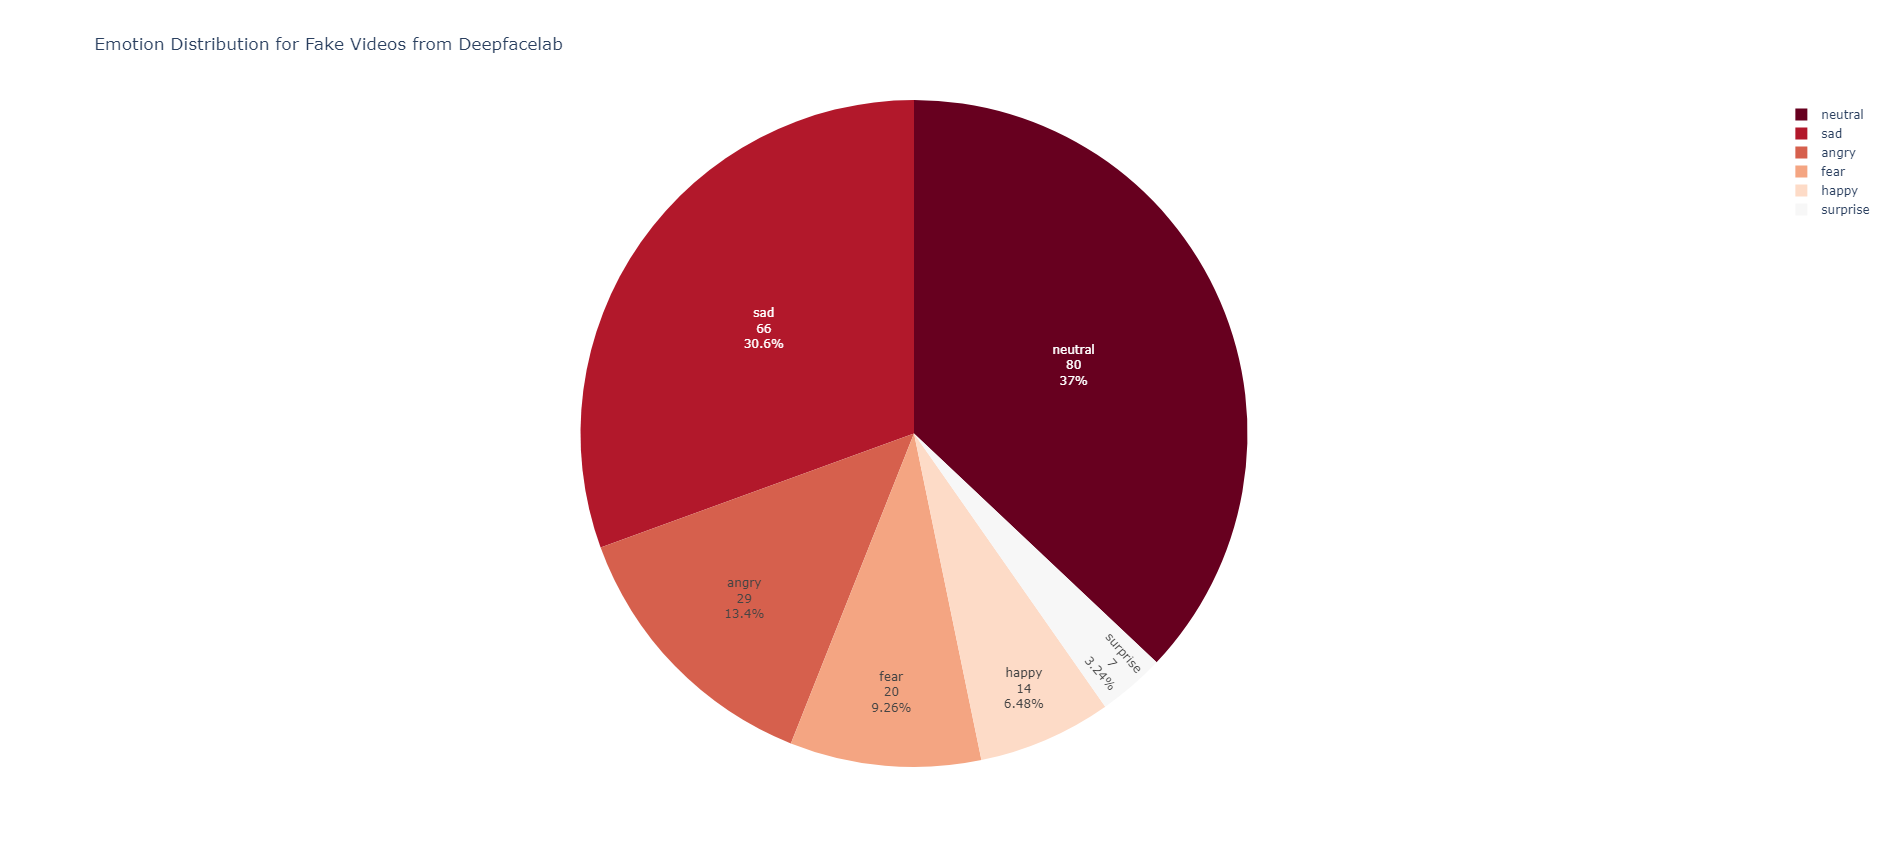 Emotion Distribution for Fake Videos from Deepfacelab
neutral
sad
angry
fear
happy
surprise
sad
66
30.6%
neutral
80
37%
angry
29
13.4%
fear
20
9.26%
happy
14
6.48%
surprise
7
3.24%